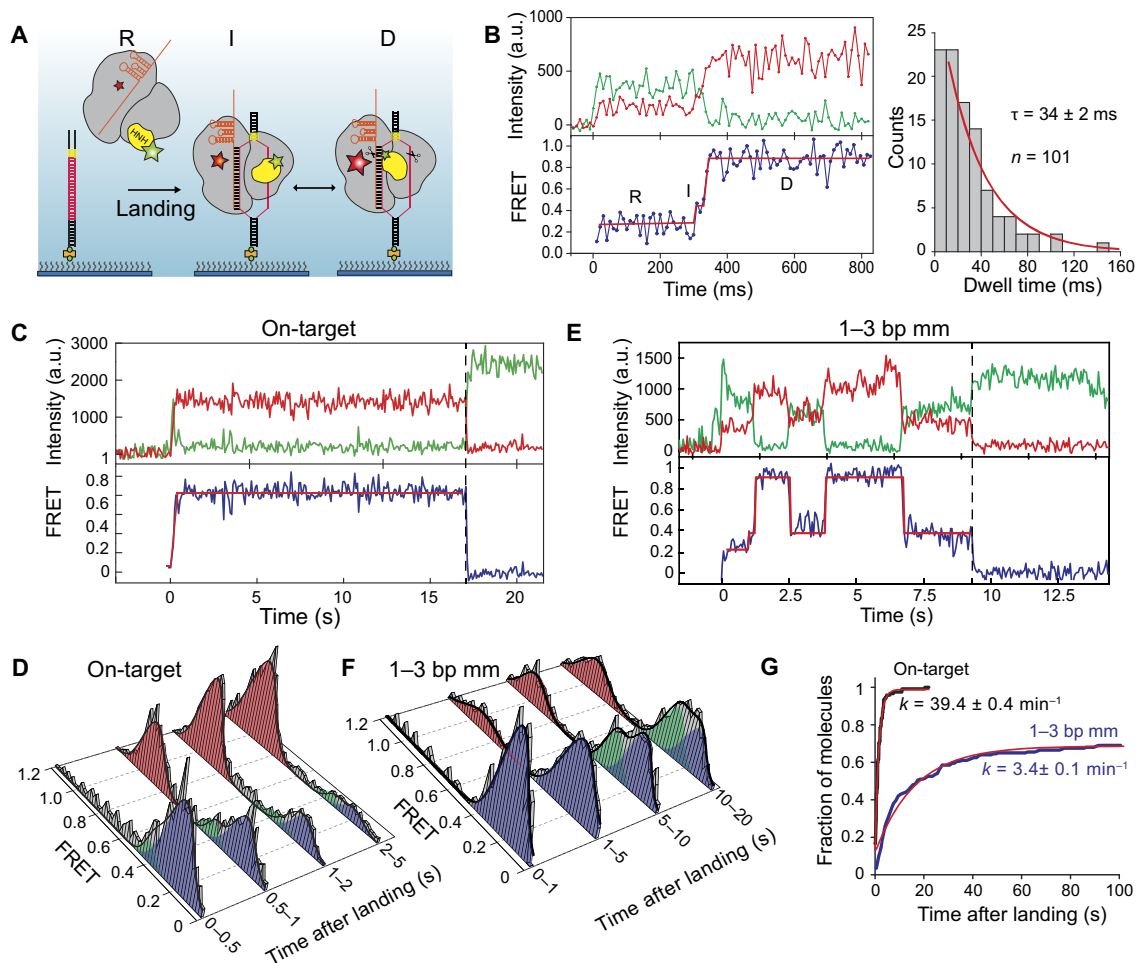 A
R
I
D
HNH
Landing
B
Intensity (a.u.)
1000
500
0
FRET
1.0
0.8
0.6
0.4
0.2
0
R
I
D
0
200
400
600
800
Time (ms)
Counts
25
20
15
10
5
0
τ = 34 ± 2 ms
n = 101
0
40
80
120
160
Dwell time (ms)
C
On-target
Intensity (a.u.)
3000
2000
1000
1
FRET
0.8
0.6
0.4
0.2
0
0
5
10
15
20
Time (s)
E
1–3 bp mm
Intensity (a.u.)
1500
1000
500
0
FRET
1
0.8
0.6
0.4
0.2
0
0
2.5
5
7.5
10
12.5
Time (s)
D
On-target
1.2
1.0
0.8
0.6
0.4
0.2
0
FRET
0–0.5
0.5–1
1–2
2–5
Time after landing (s)
F
1–3 bp mm
1.2
1.0
0.8
0.6
0.4
0.2
0
FRET
0–1
1–5
5–10
10–20
Time after landing (s)
G
Fraction of molecules
1
0.8
0.6
0.4
0.2
0
On-target
k = 39.4 ± 0.4 min⁻¹
1–3 bp mm
k = 3.4± 0.1 min⁻¹
0
20
40
60
80
100
Time after landing (s)